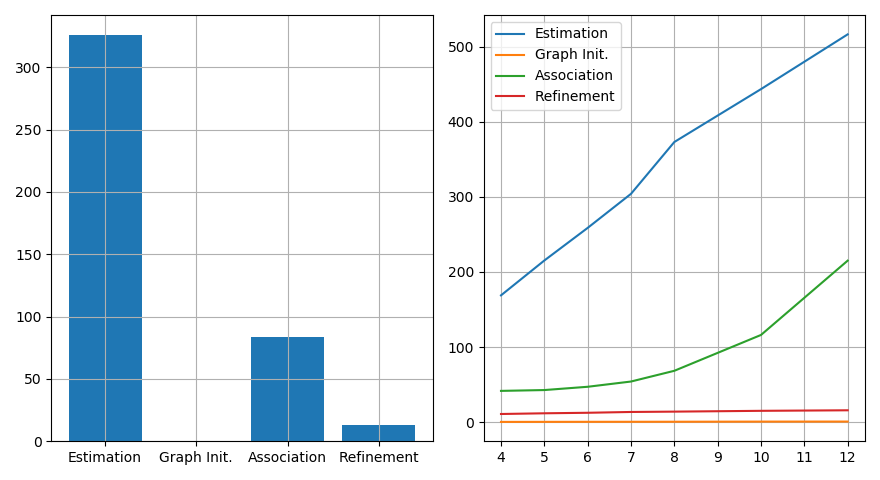 300
250
200
150
100
50
0
Estimation Graph Init. Association Refinement
Estimation
Graph Init.
Association
Refinement
500
400
300
200
100
0
4 5 6 7 8 9 10 11 12